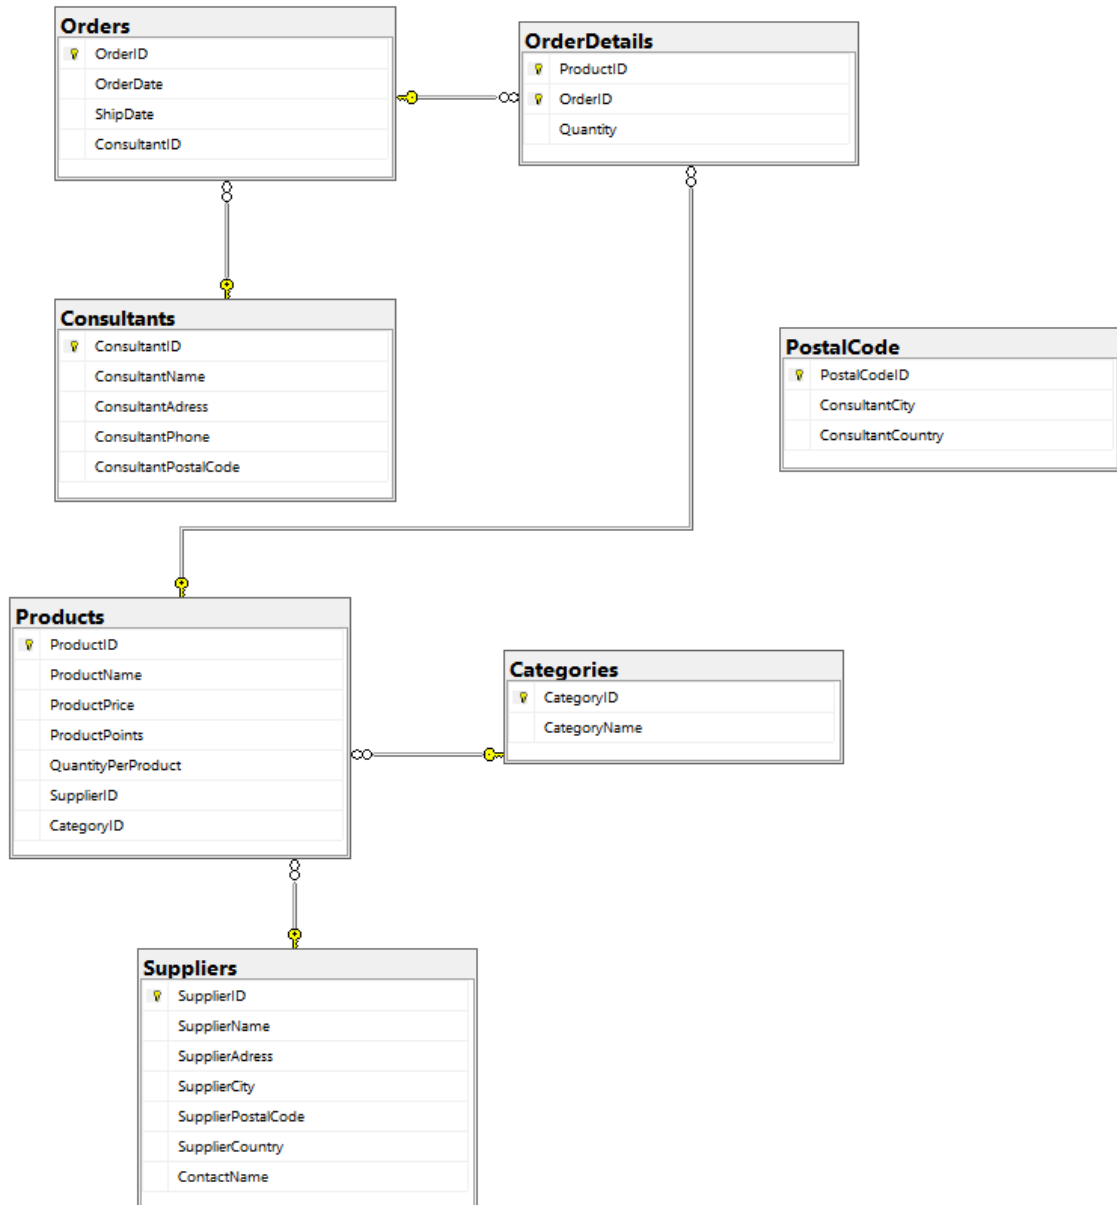 Orders
OrderID
OrderDate
ShipDate
ConsultantID
OrderDetails
ProductID
OrderID
Quantity
Consultants
ConsultantID
ConsultantName
ConsultantAdress
ConsultantPhone
ConsultantPostalCode
PostalCode
PostalCodeID
ConsultantCity
ConsultantCountry
Products
ProductID
ProductName
ProductPrice
ProductPoints
QuantityPerProduct
SupplierID
CategoryID
Categories
CategoryID
CategoryName
Suppliers
SupplierID
SupplierName
SupplierAdress
SupplierCity
SupplierPostalCode
SupplierCountry
ContactName